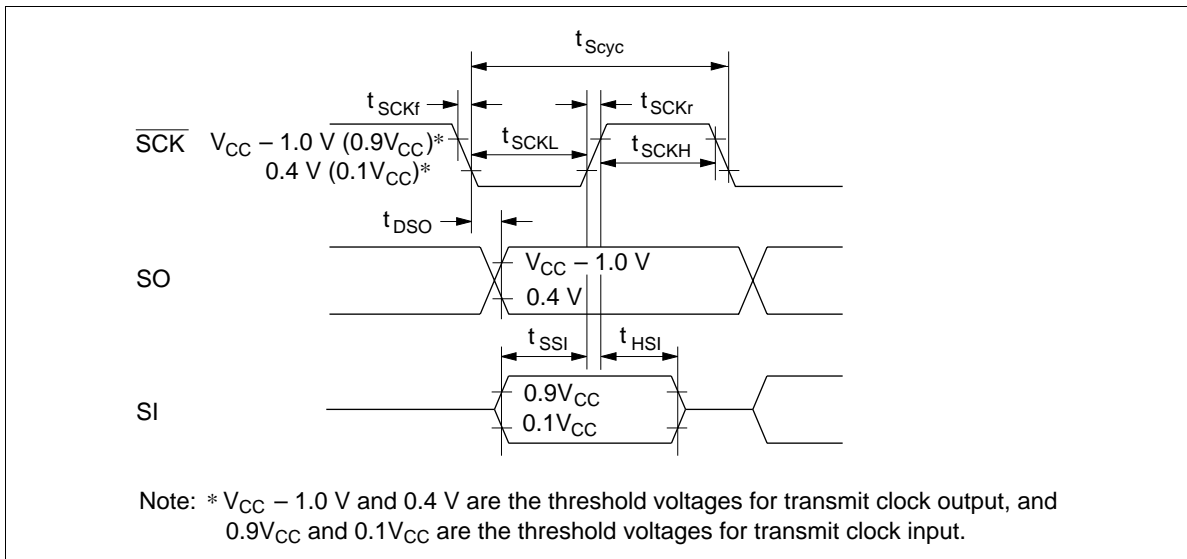 tScyc
tSCKf
tSCKr
SCK VCC – 1.0 V (0.9VCC)*
tSCKL
tSCKH
0.4 V (0.1VCC)*
tDSO
SO
VCC – 1.0 V
0.4 V
tSSI
tHSI
SI
0.9VCC
0.1VCC
Note: * VCC – 1.0 V and 0.4 V are the threshold voltages for transmit clock output, and
0.9VCC and 0.1VCC are the threshold voltages for transmit clock input.